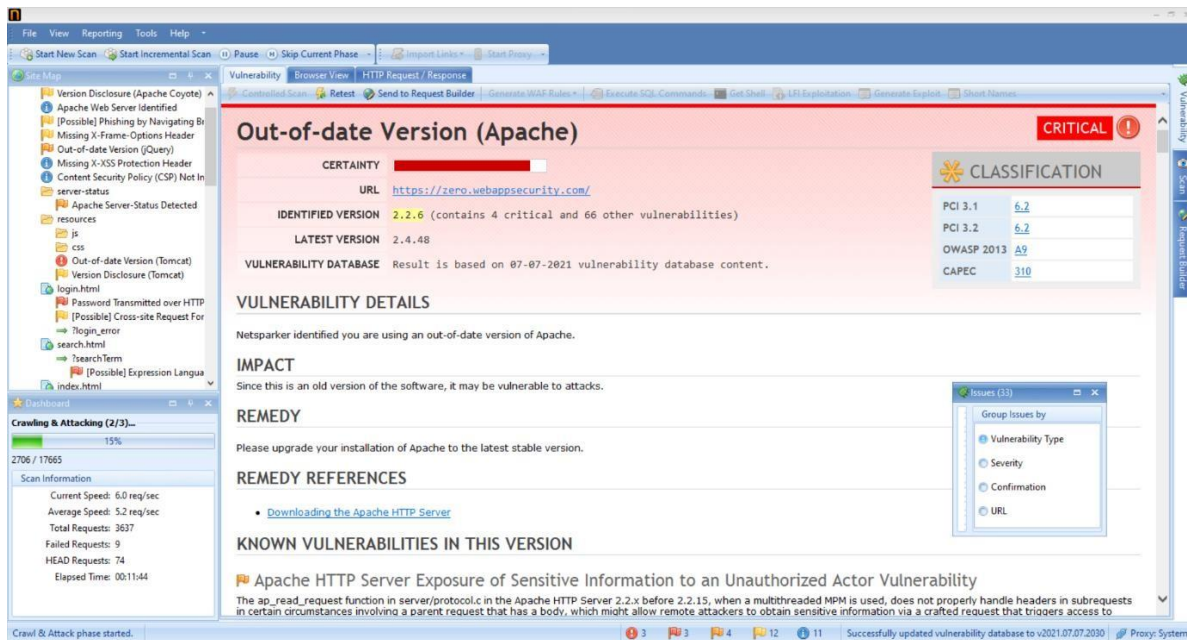 n
File View Reporting Tools Help
Start New Scan Start Incremental Scan Pause Skip Current Phase Import Links Start Proxy
Site Map
Version Disclosure (Apache Coyote)
Apache Web Server Identified
[Possible] Phishing by Navigating Br
Missing X-Frame-Options Header
Out-of-date Version (jQuery)
Missing X-XSS Protection Header
Content Security Policy (CSP) Not In
server-status
Apache Server-Status Detected
resources
js
css
Out-of-date Version (Tomcat)
Version Disclosure (Tomcat)
login.html
Password Transmitted over HTTP
[Possible] Cross-site Request For
?login_error
search.html
?searchTerm
[Possible] Expression Langua
index.html
Dashboard
Crawling & Attacking (2/3)...
15%
2706 / 17665
Scan Information
Current Speed: 6.0 req/sec
Average Speed: 5.2 req/sec
Total Requests: 3637
Failed Requests: 9
HEAD Requests: 74
Elapsed Time: 00:11:44
Vulnerability Browser View HTTP Request / Response
Controlled Scan Retest Send to Request Builder Generate WAF Rules Execute SQL Commands Get Shell LFI Exploitation Generate Exploit Short Names
Out-of-date Version (Apache)
CRITICAL
CERTAINTY
URL https://zero.webappsecurity.com/
IDENTIFIED VERSION 2.2.6 (contains 4 critical and 66 other vulnerabilities)
LATEST VERSION 2.4.48
VULNERABILITY DATABASE Result is based on 07-07-2021 vulnerability database content.
CLASSIFICATION
PCI 3.1 6.2
PCI 3.2 6.2
OWASP 2013 A9
CAPEC 310
VULNERABILITY DETAILS
Netsparker identified you are using an out-of-date version of Apache.
IMPACT
Since this is an old version of the software, it may be vulnerable to attacks.
REMEDY
Please upgrade your installation of Apache to the latest stable version.
REMEDY REFERENCES
Downloading the Apache HTTP Server
KNOWN VULNERABILITIES IN THIS VERSION
Apache HTTP Server Exposure of Sensitive Information to an Unauthorized Actor Vulnerability
The ap_read_request function in server/protocol.c in the Apache HTTP Server 2.2.x before 2.2.15, when a multithreaded MPM is used, does not properly handle headers in subrequests
in certain circumstances involving a parent request that has a body, which might allow remote attackers to obtain sensitive information via a crafted request that triggers access to
Issues (33)
Group Issues by
Vulnerability Type
Severity
Confirmation
URL
Vulnerability
Scan
Request Builder
Crawl & Attack phase started.
3 3 4 12 11 Successfully updated vulnerability database to v2021.07.07.2030 Proxy: System